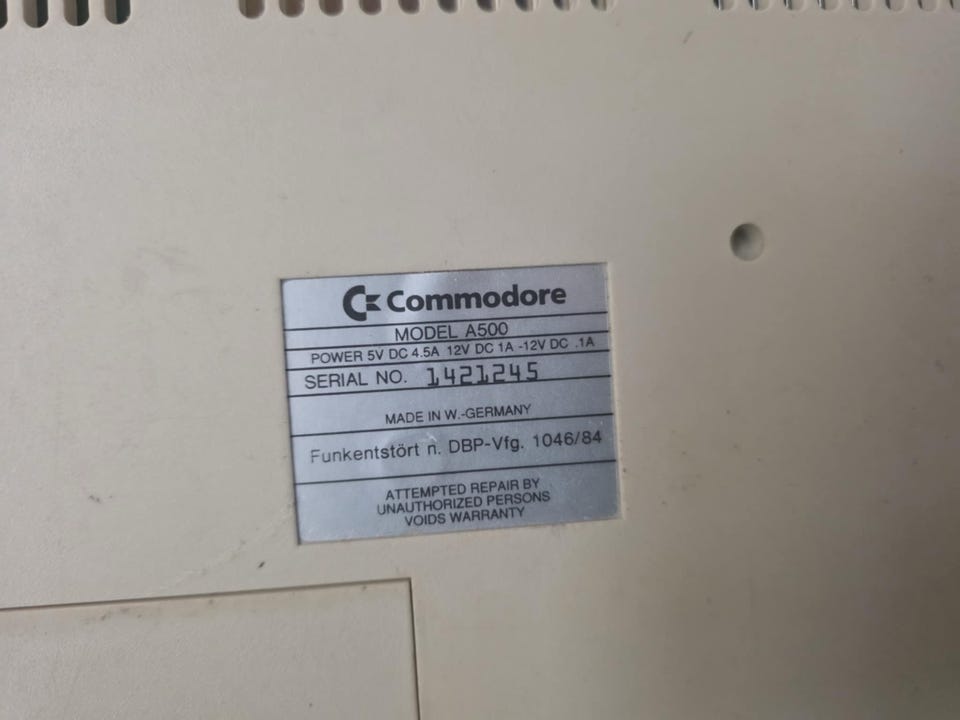 Commodore
MODEL A500
POWER 5V DC 4.5A 12V DC 1A -12V DC .1A
SERIAL NO. 1421245
MADE IN W.-GERMANY
Funkentstört n. DBP-Vfg. 1046/84
ATTEMPTED REPAIR BY
UNAUTHORIZED PERSONS
VOIDS WARRANTY